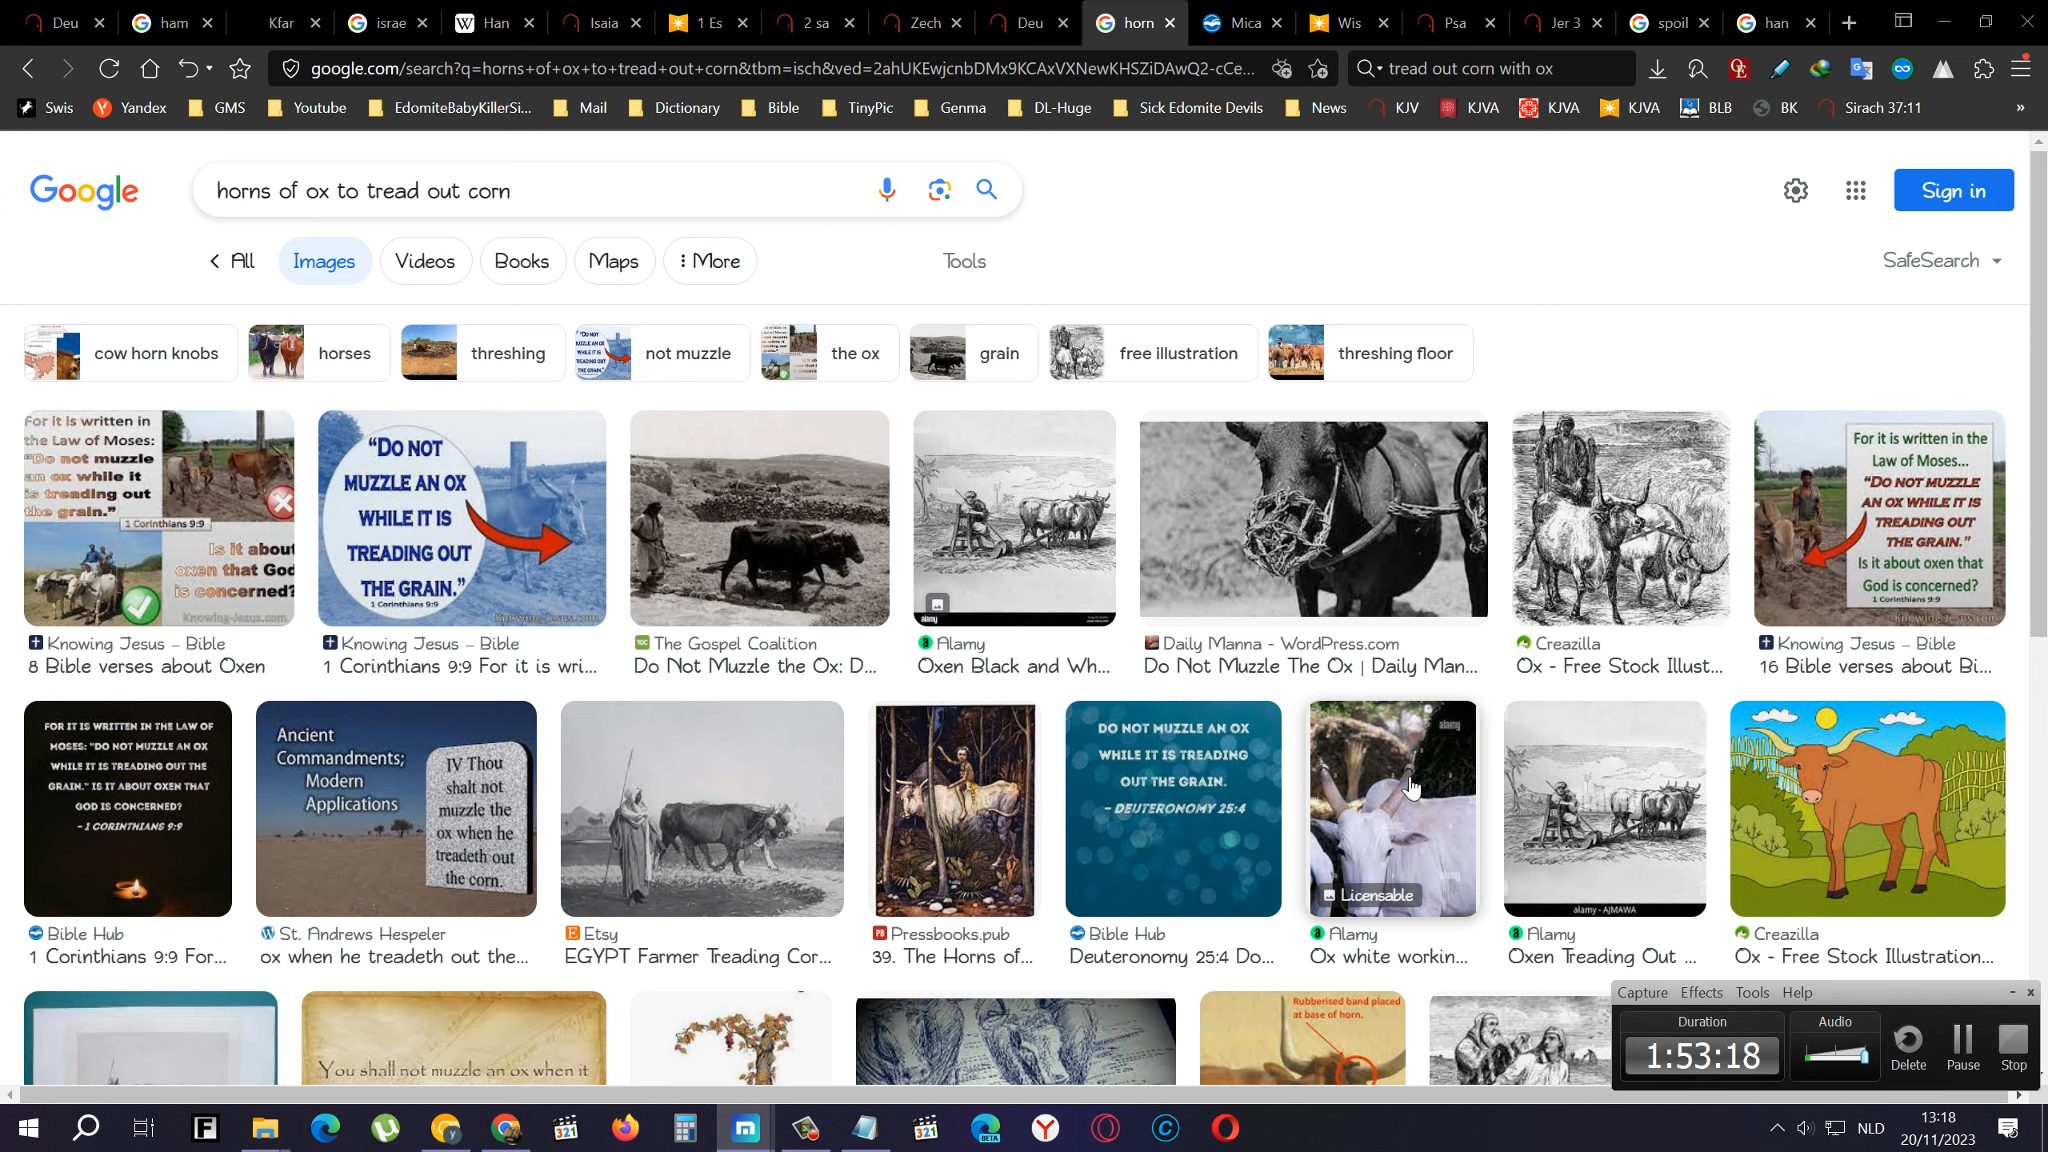 Deu
ham
Kfar
israe
Han
Isaia
1 Es
2 sa
Zech
Deu
horn
Mica
Wis
Psa
Jer 3
spoil
han
google.com/search?q=horns+of+ox+to+tread+out+corn&tbm=isch&ved=2ahUKEwjcnbDMx9KCAxVXNewKHSZiDAwQ2-cCe...
tread out corn with ox
Swis
Yandex
GMS
Youtube
EdomiteBabyKillerSi...
Mail
Dictionary
Bible
TinyPic
Genma
DL-Huge
Sick Edomite Devils
News
KJV
KJVA
KJVA
KJVA
BLB
BK
Sirach 37:11
»
Google
horns of ox to tread out corn
Sign in
All
Images
Videos
Books
Maps
More
Tools
SafeSearch
cow horn knobs
horses
threshing
not muzzle
the ox
grain
free illustration
threshing floor
For it is written in
the Law of Moses:
"Do not muzzle
an ox while it
is treading out
the grain."
1 Corinthians 9:9
Is it about
oxen that God
is concerned?
Knowing-Jesus.com
"DO NOT
MUZZLE AN OX
WHILE IT IS
TREADING OUT
THE GRAIN."
1 Corinthians 9:9
Knowing-Jesus.com
alamy
For it is written in the
Law of Moses...
"DO NOT MUZZLE
AN OX WHILE IT IS
TREADING OUT
THE GRAIN."
Is it about oxen that
God is concerned?
1 Corinthians 9:9
Knowing-Jesus.com
Knowing Jesus – Bible
8 Bible verses about Oxen
Knowing Jesus – Bible
1 Corinthians 9:9 For it is wri...
The Gospel Coalition
Do Not Muzzle the Ox: D...
Alamy
Oxen Black and Wh...
Daily Manna - WordPress.com
Do Not Muzzle The Ox | Daily Man...
Creazilla
Ox - Free Stock Illust...
Knowing Jesus – Bible
16 Bible verses about Bi...
FOR IT IS WRITTEN IN THE LAW OF
MOSES: "DO NOT MUZZLE AN OX
WHILE IT IS TREADING OUT THE
GRAIN." IS IT ABOUT OXEN THAT
GOD IS CONCERNED?
– 1 CORINTHIANS 9:9
Ancient
Commandments;
Modern
Applications
IV Thou
shalt not
muzzle the
ox when he
treadeth out
the corn.
DO NOT MUZZLE AN OX
WHILE IT IS TREADING
OUT THE GRAIN.
– DEUTERONOMY 25:4
alamy
Licensable
alamy - AJMAWA
Bible Hub
1 Corinthians 9:9 For...
St. Andrews Hespeler
ox when he treadeth out the...
Etsy
EGYPT Farmer Treading Cor...
Pressbooks.pub
39. The Horns of...
Bible Hub
Deuteronomy 25:4 Do...
Alamy
Ox white workin...
Alamy
Oxen Treading Out ...
Creazilla
Ox - Free Stock Illustration...
You shall not muzzle an ox when it
Rubberised band placed
at base of horn.
Capture
Effects
Tools
Help
Duration
1:53:18
Audio
Delete
Pause
Stop
NLD
13:18
20/11/2023